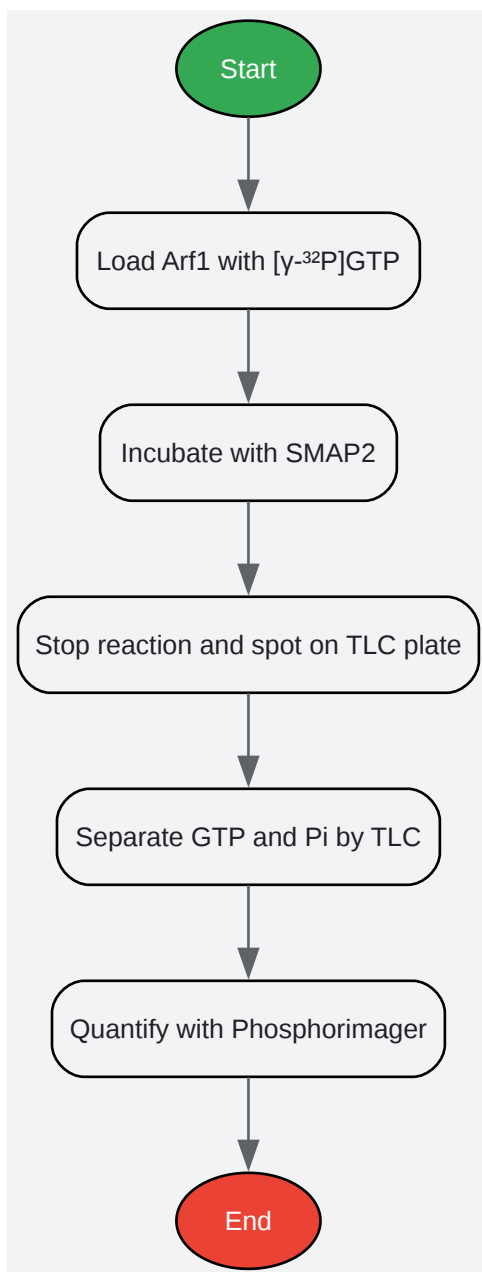 Start
Load Arf1 with [γ-³²P]GTP
Incubate with SMAP2
Stop reaction and spot on TLC plate
Separate GTP and Pi by TLC
Quantify with Phosphorimager
End